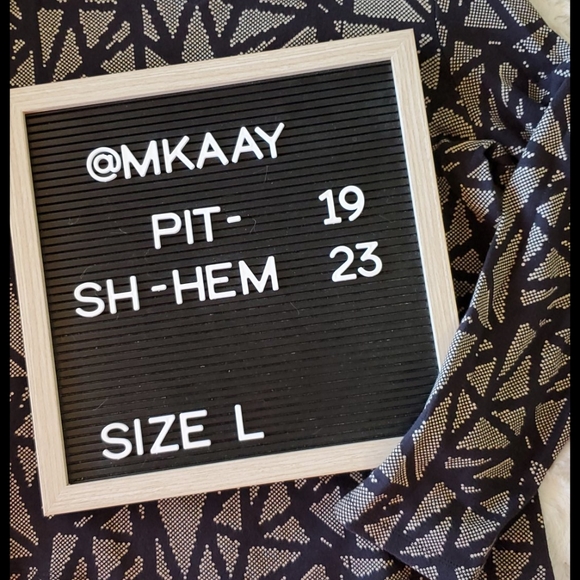 @MKAAY
PIT- 19
SH-HEM 23
SIZE L